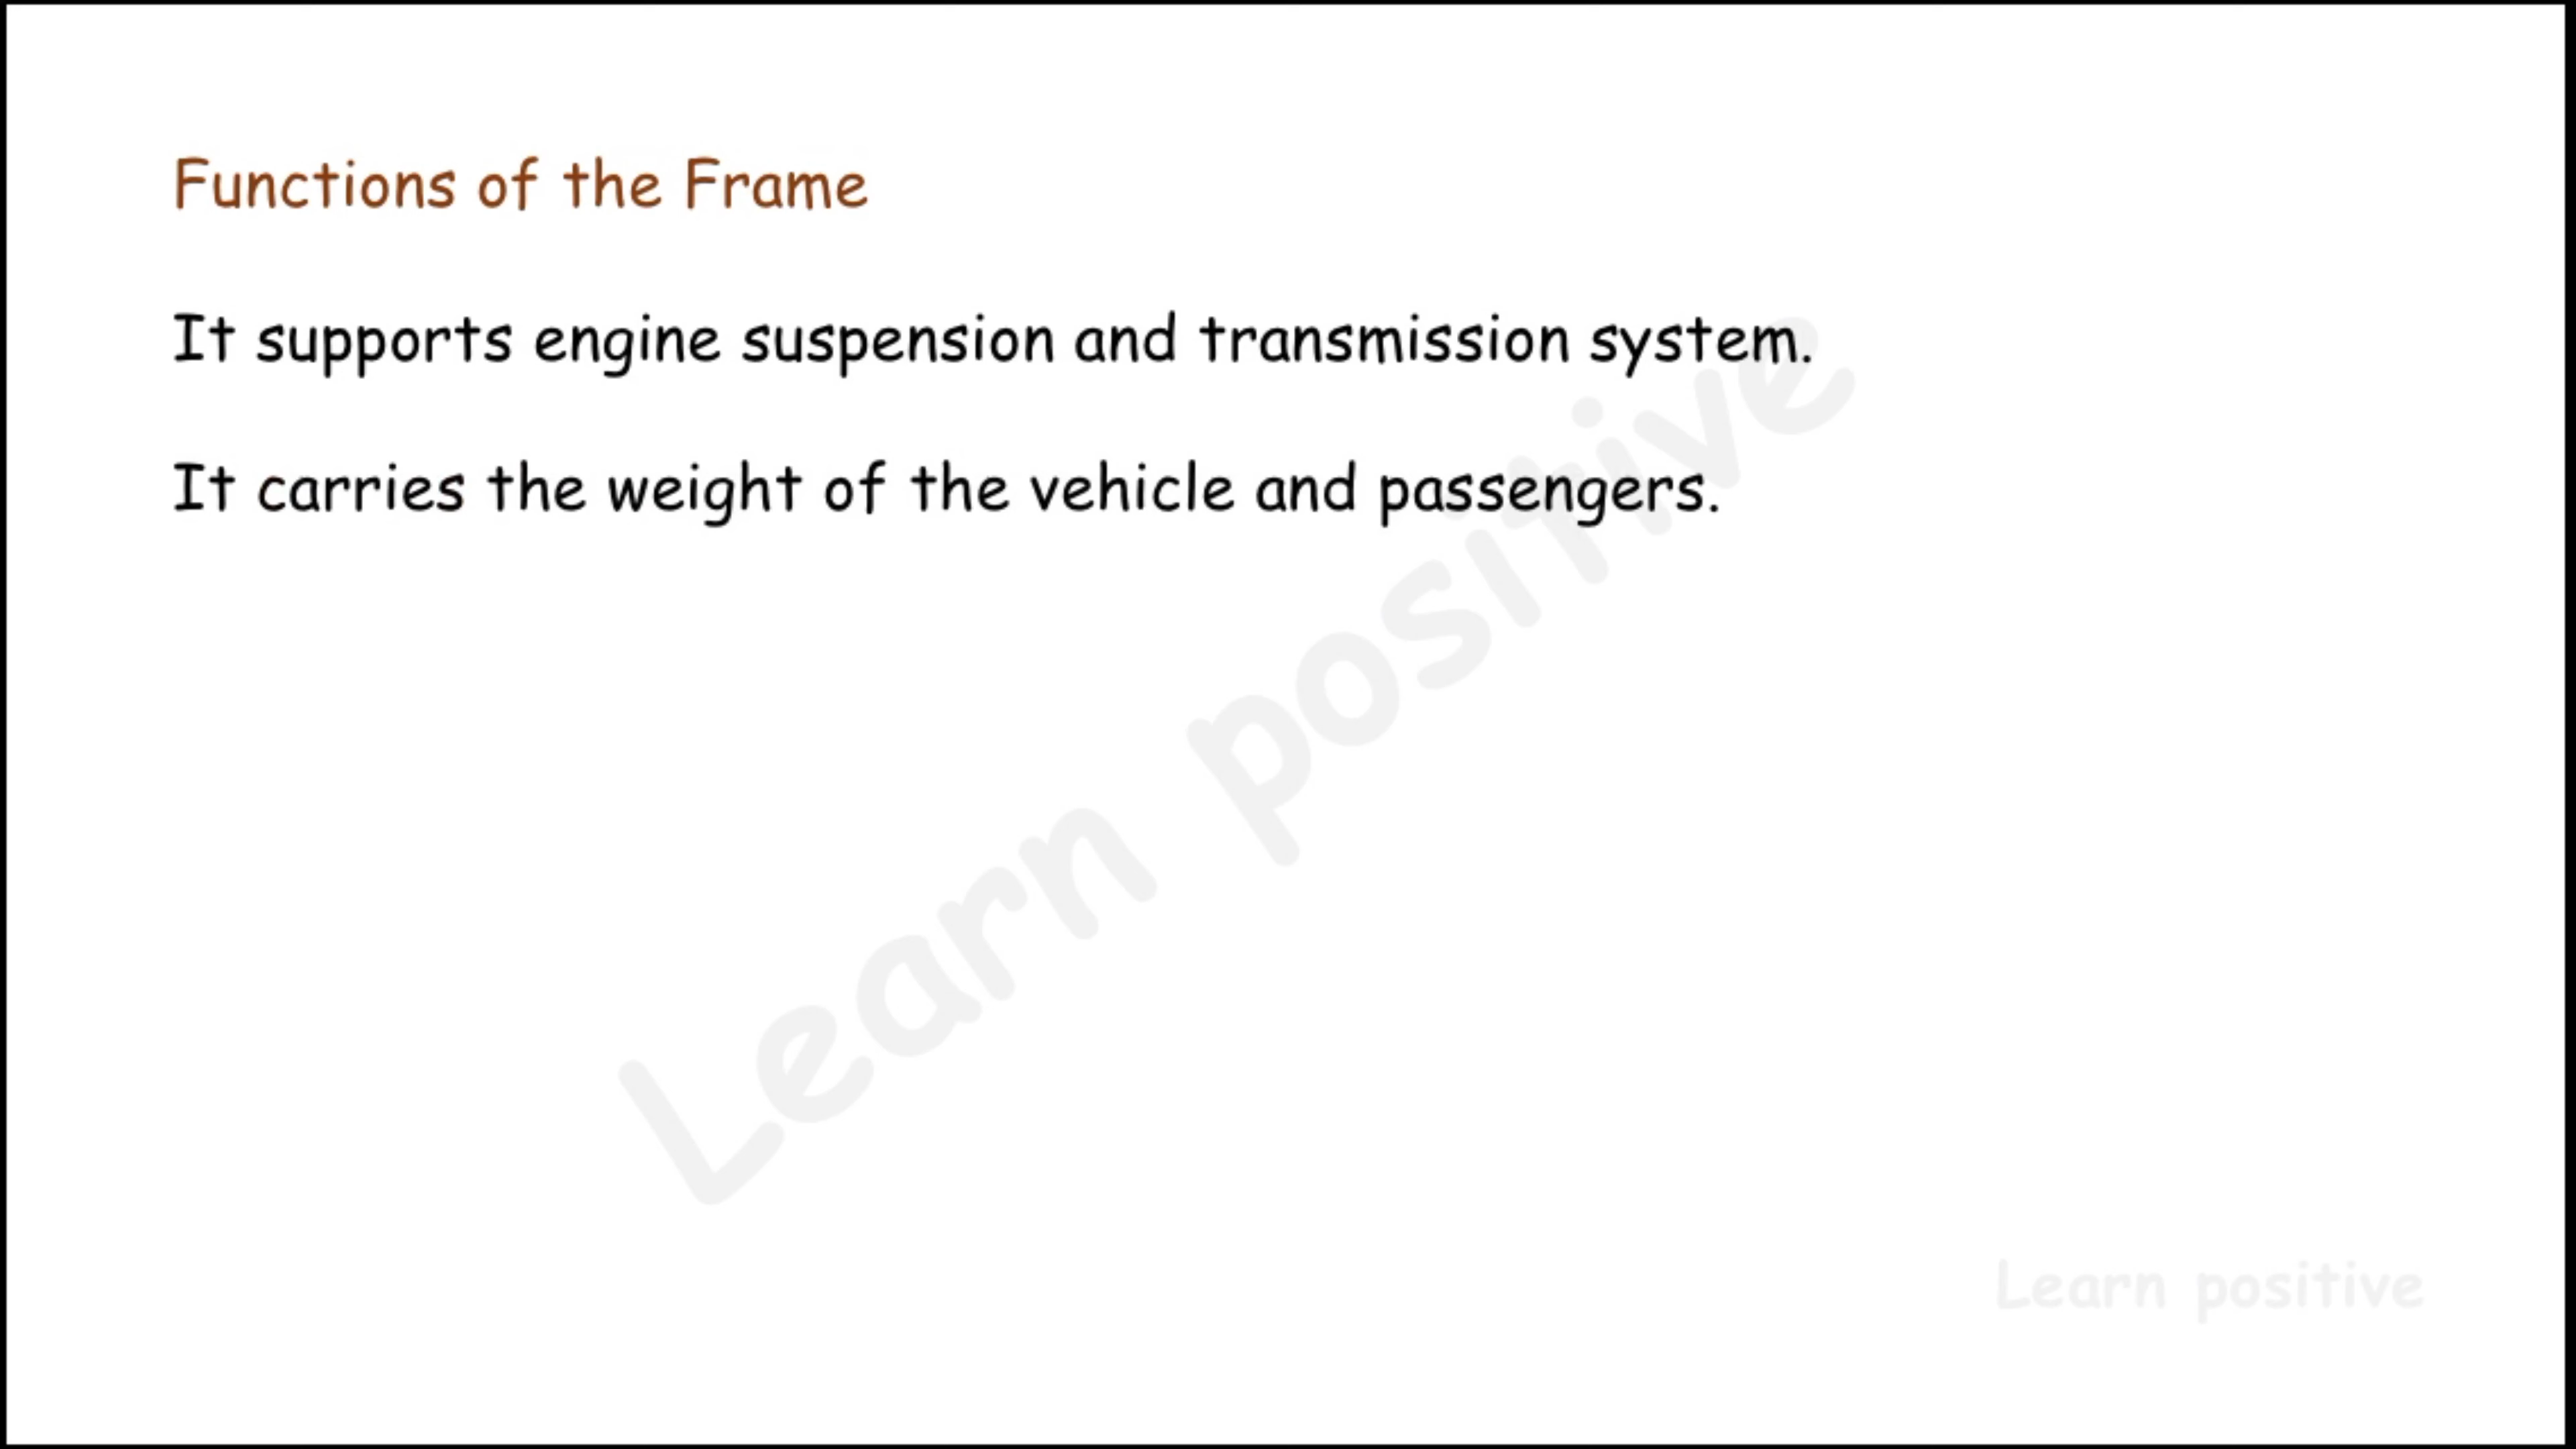 Functions of the Frame
It supports engine suspension and transmission system.
It carries the weight of the vehicle and passengers.
Learn positive
Learn positive